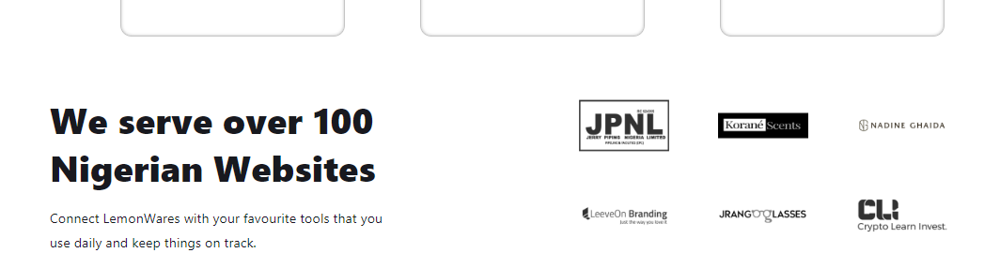 We serve over 100
Nigerian Websites
Connect LemonWares with your favourite tools that you
use daily and keep things on track.
JPNL
JERRY PIPING NIGERIA LIMITED
Korané Scents
NADINE GHAIDA
LeeveOn Branding
Just the way you love it
JRANGOGLASSES
CLI
Crypto Learn Invest.